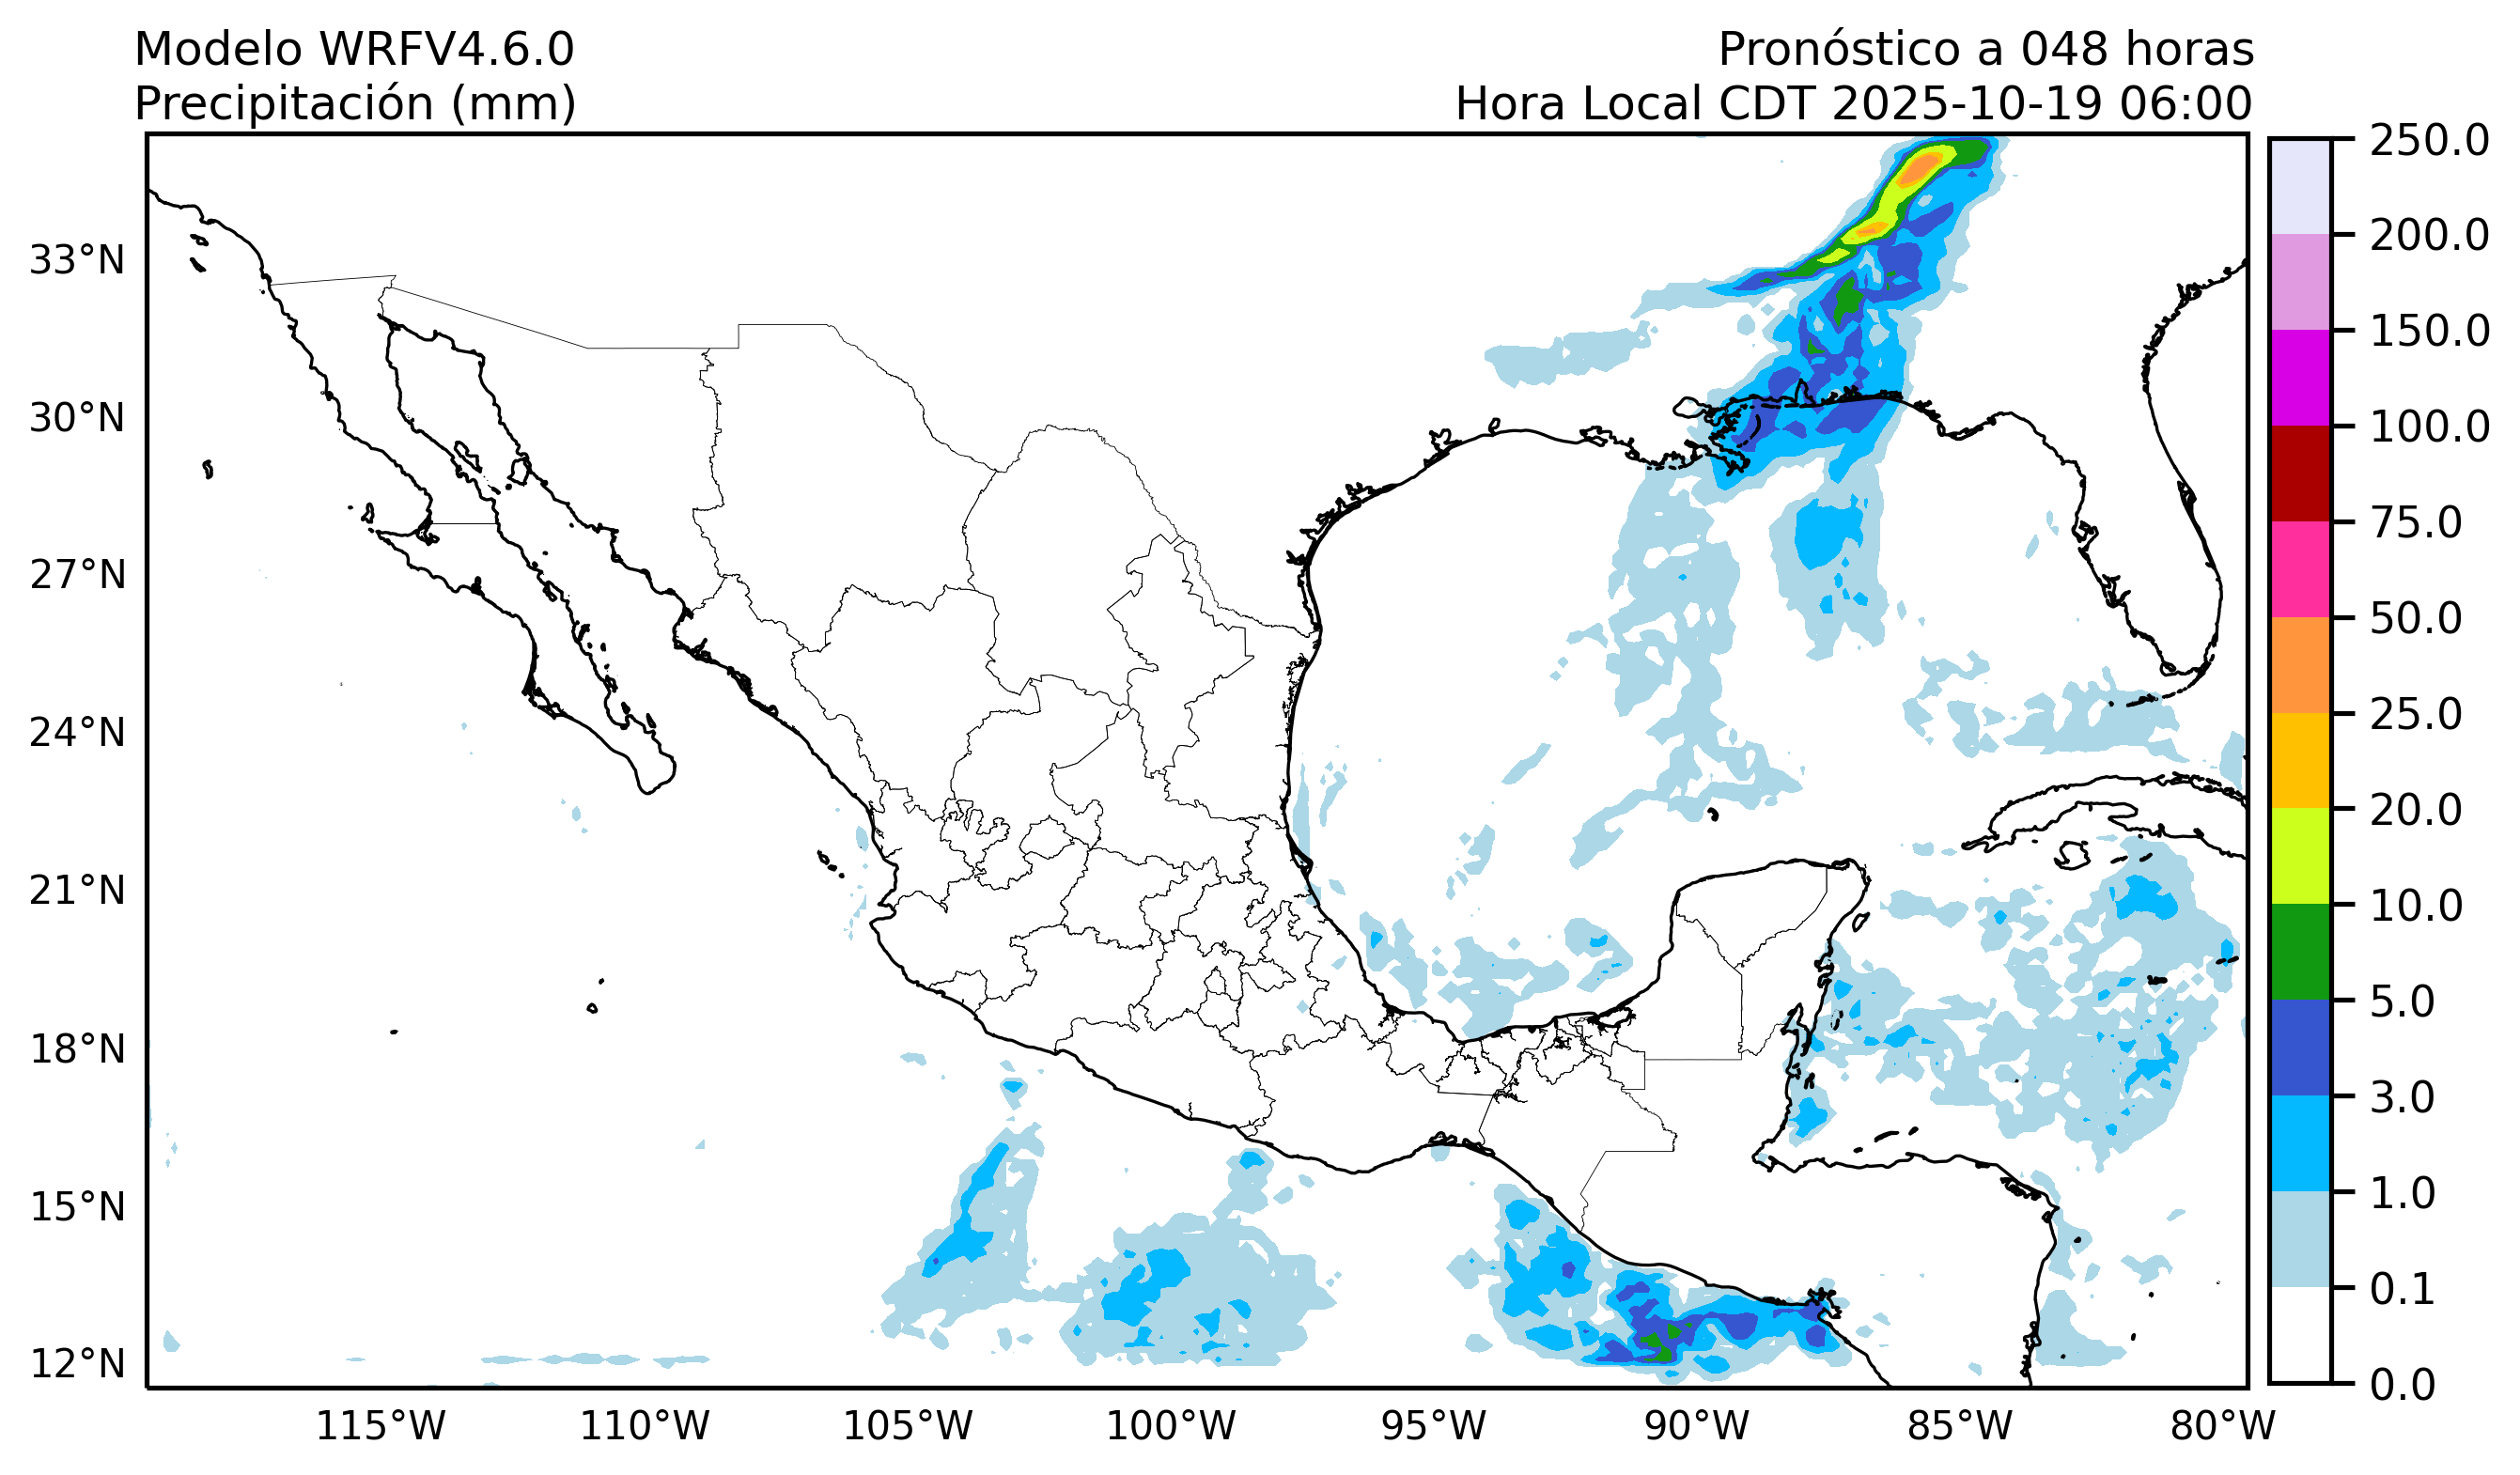 Modelo WRFV4.6.0
Precipitación (mm)
Pronóstico a 048 horas
Hora Local CDT 2025-10-19 06:00
33°N
30°N
27°N
24°N
21°N
18°N
15°N
12°N
115°W
110°W
105°W
100°W
95°W
90°W
85°W
80°W
250.0
200.0
150.0
100.0
75.0
50.0
25.0
20.0
10.0
5.0
3.0
1.0
0.1
0.0